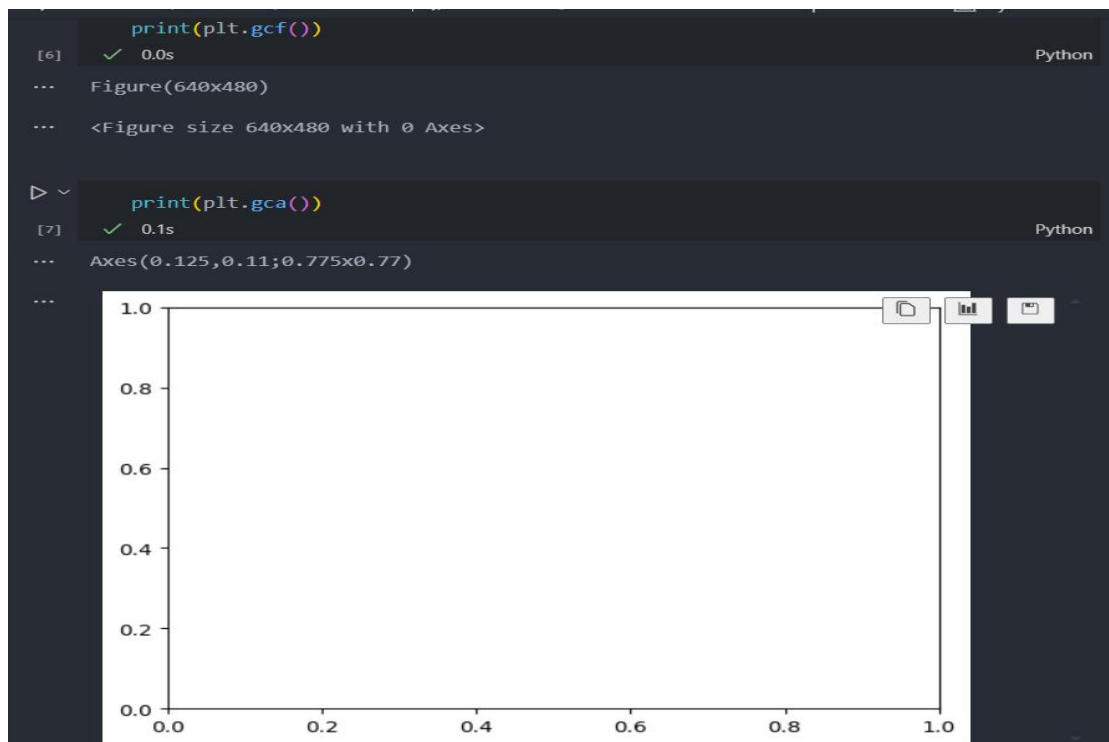 print(plt.gcf())
[6] ✓ 0.0s Python
... Figure(640x480)
... <Figure size 640x480 with 0 Axes>
print(plt.gca())
[7] ✓ 0.1s Python
... Axes(0.125,0.11;0.775x0.77)
...
1.0
0.8
0.6
0.4
0.2
0.0
0.0 0.2 0.4 0.6 0.8 1.0